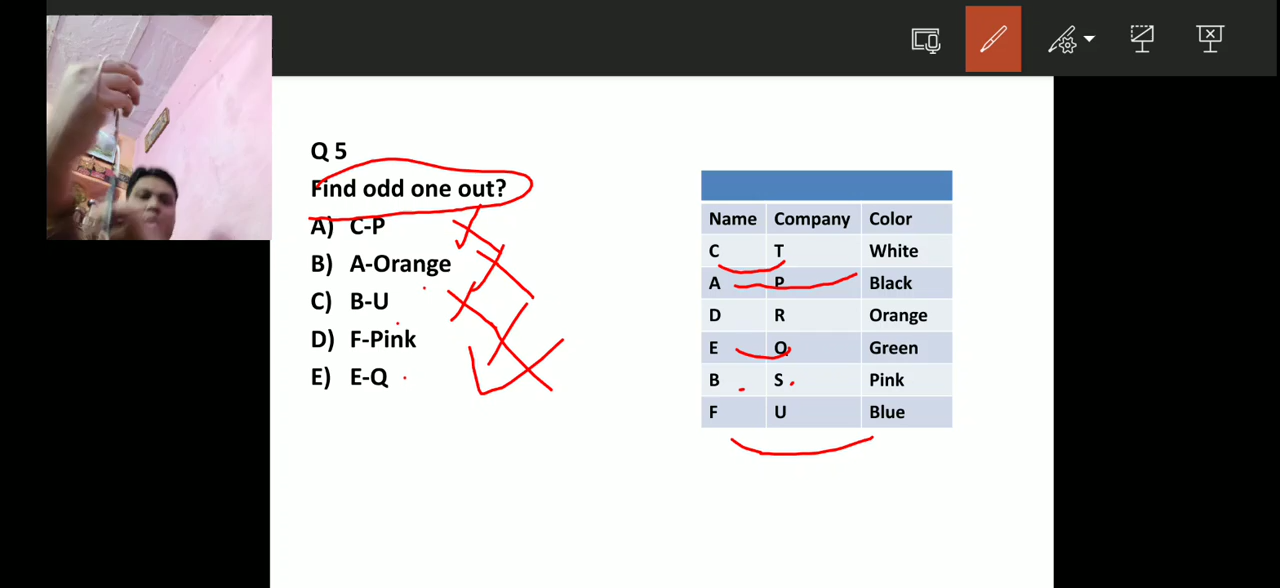 Q 5
Find odd one out?
A) C-P
B) A-Orange
C) B-U
D) F-Pink
E) E-Q
Name Company Color
C T White
A P Black
D R Orange
E Q Green
B S Pink
F U Blue